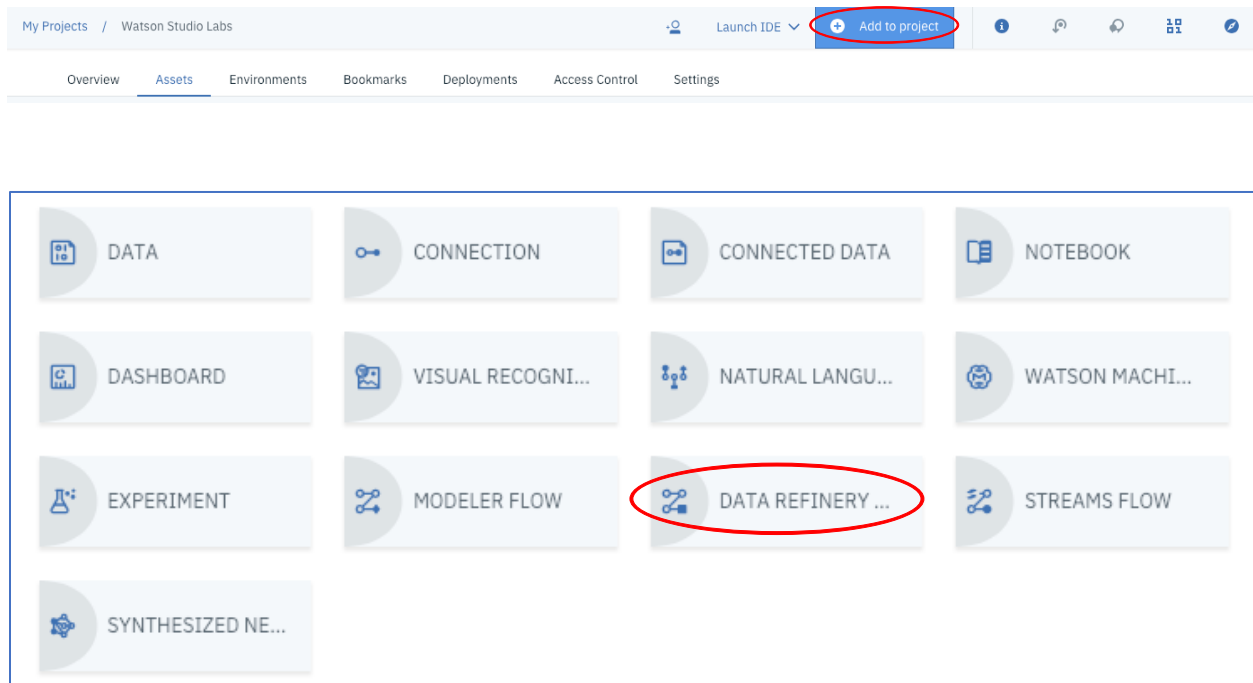 My Projects / Watson Studio Labs Launch IDE Add to project
Overview Assets Environments Bookmarks Deployments Access Control Settings
DATA CONNECTION CONNECTED DATA NOTEBOOK
DASHBOARD VISUAL RECOGNI... NATURAL LANGU... WATSON MACHI...
EXPERIMENT MODELER FLOW DATA REFINERY ... STREAMS FLOW
SYNTHESIZED NE...